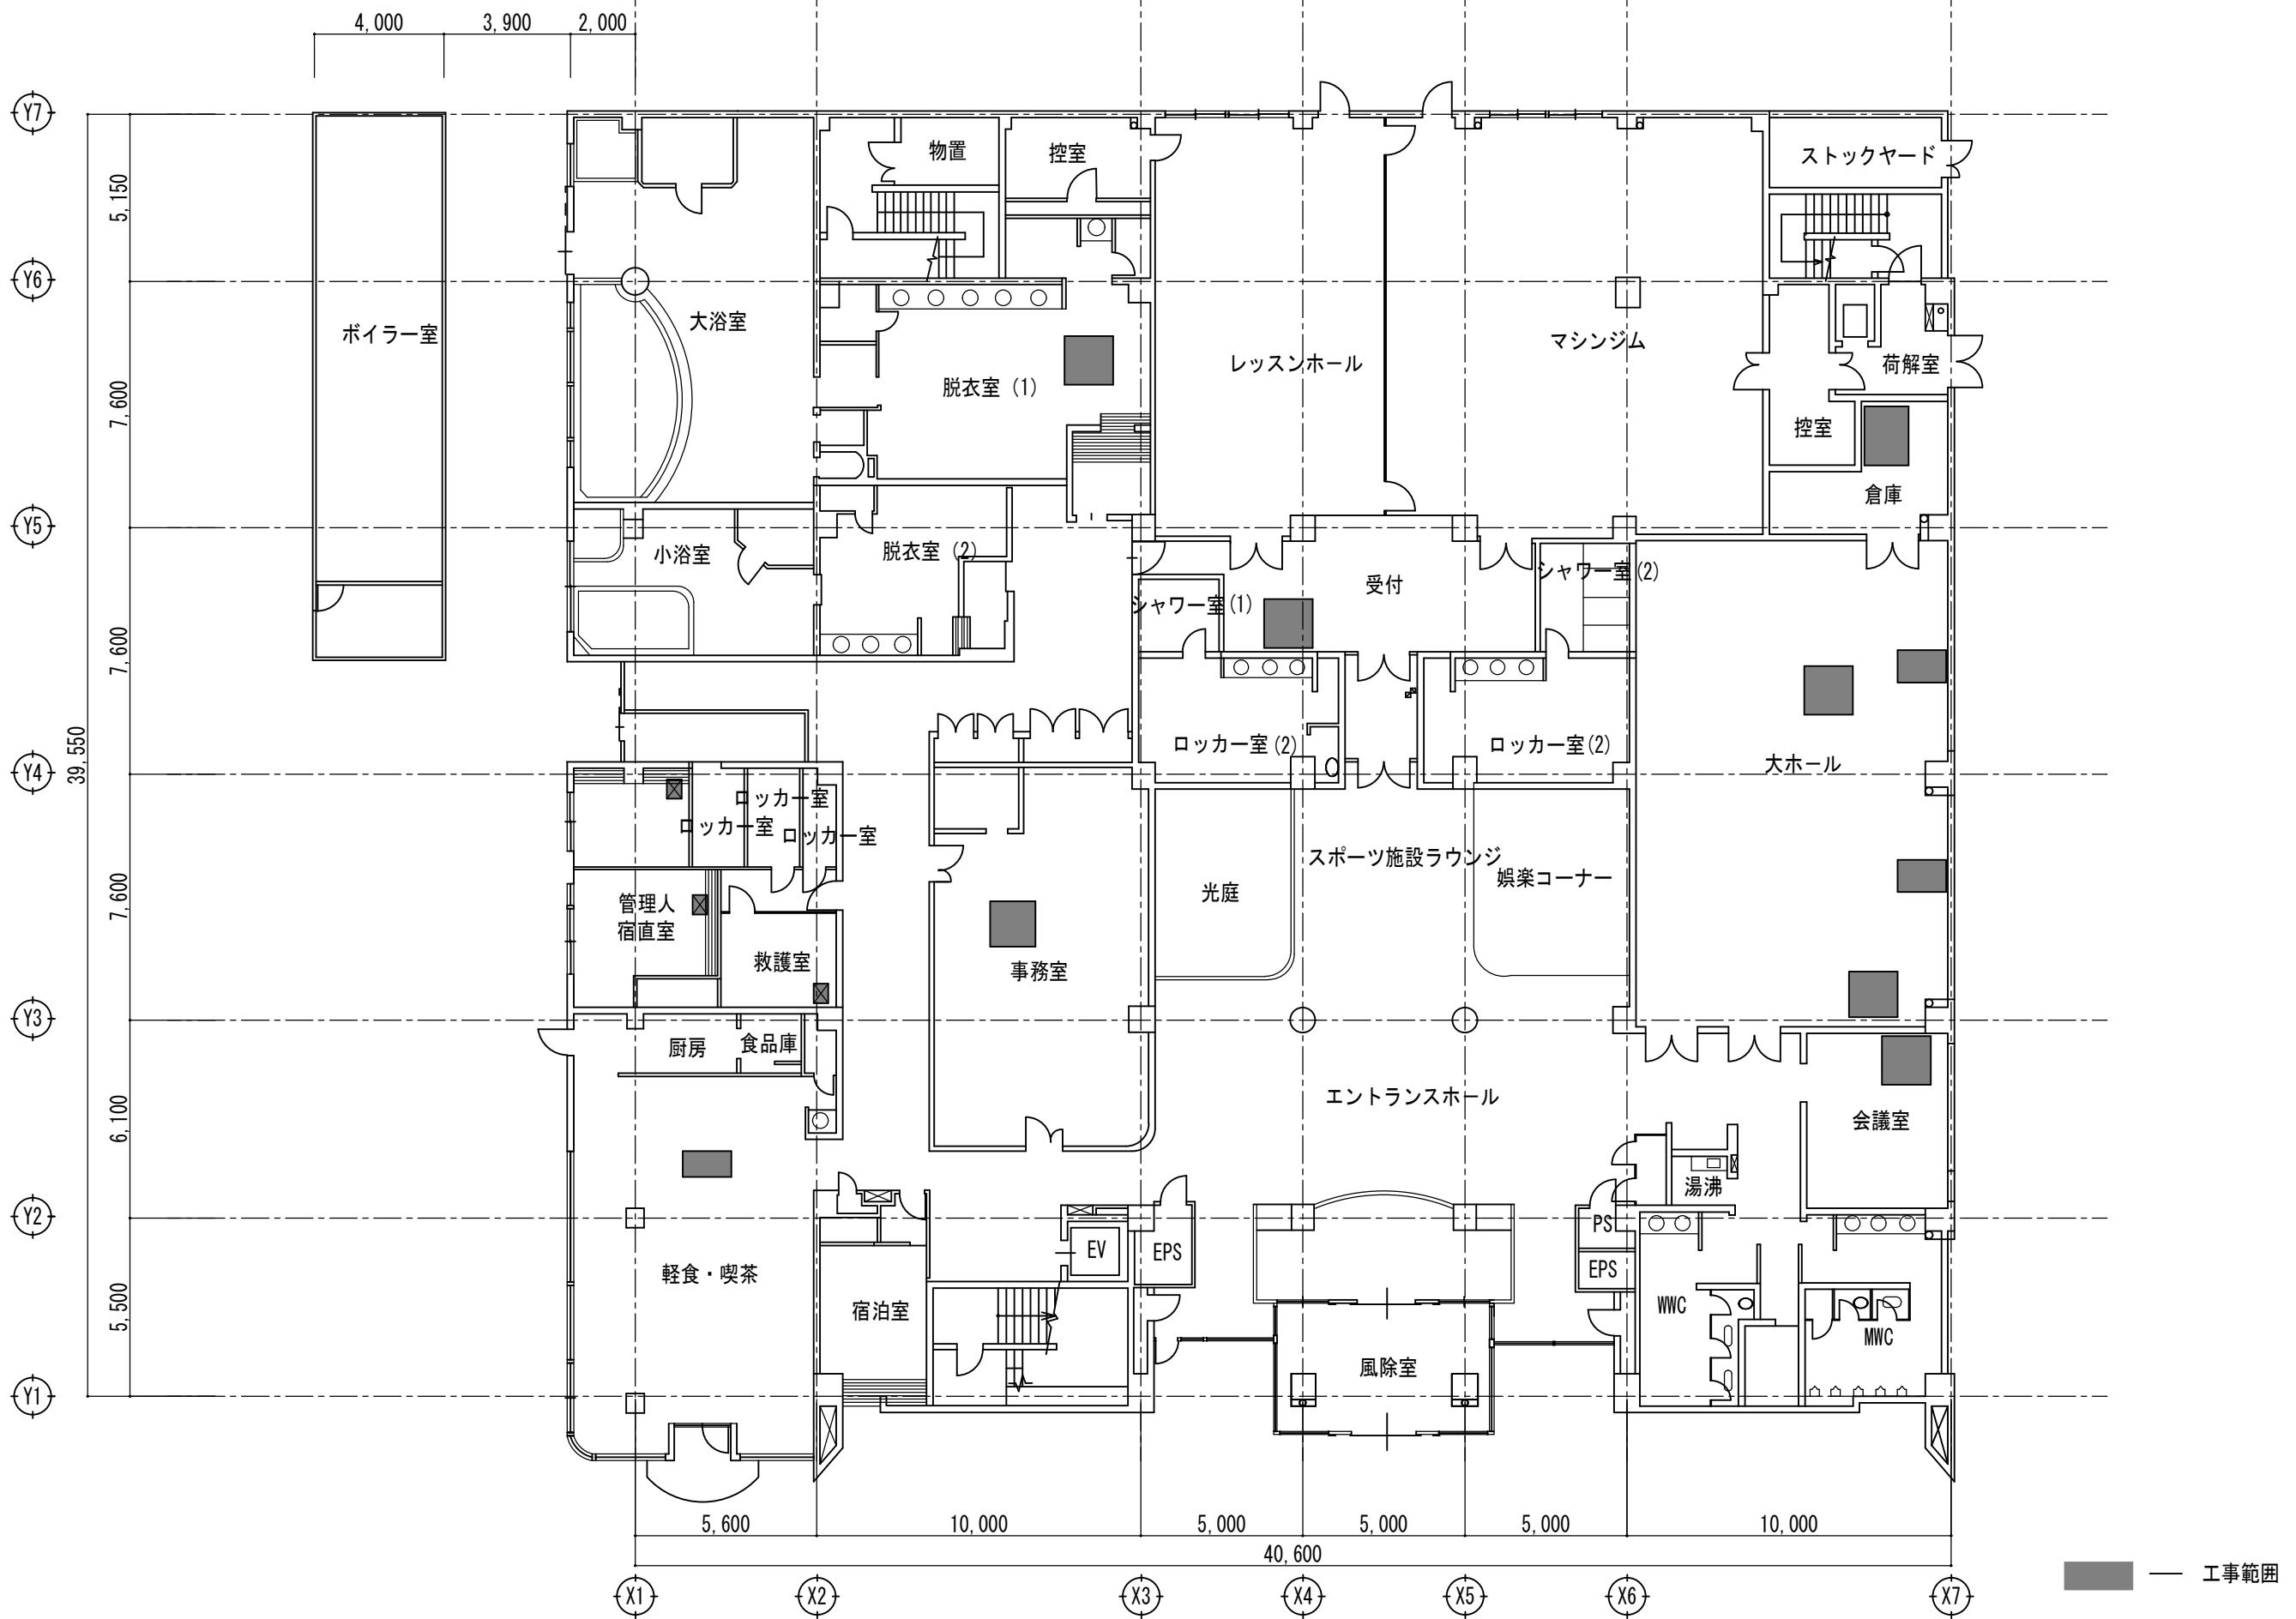 4,000
3,900
2,000
Y7
Y6
Y5
Y4
Y3
Y2
Y1
5,150
7,600
7,600
7,600
6,100
5,500
39,550
ボイラー室
物置
控室
ストックヤード
大浴室
脱衣室 (1)
レッスンホール
マシンジム
荷解室
控室
倉庫
小浴室
脱衣室 (2)
シャワー室(1)
受付
シャワー室(2)
ロッカー室(2)
ロッカー室(2)
大ホール
ロッカー室
ロッカー室
ロッカー室
管理人
宿直室
救護室
事務室
スポーツ施設ラウンジ
光庭
娯楽コーナー
厨房
食品庫
エントランスホール
会議室
湯沸
PS
EPS
EV
EPS
軽食・喫茶
宿泊室
風除室
WWC
MWC
5,600
10,000
5,000
5,000
5,000
10,000
40,600
X1
X2
X3
X4
X5
X6
X7
工事範囲